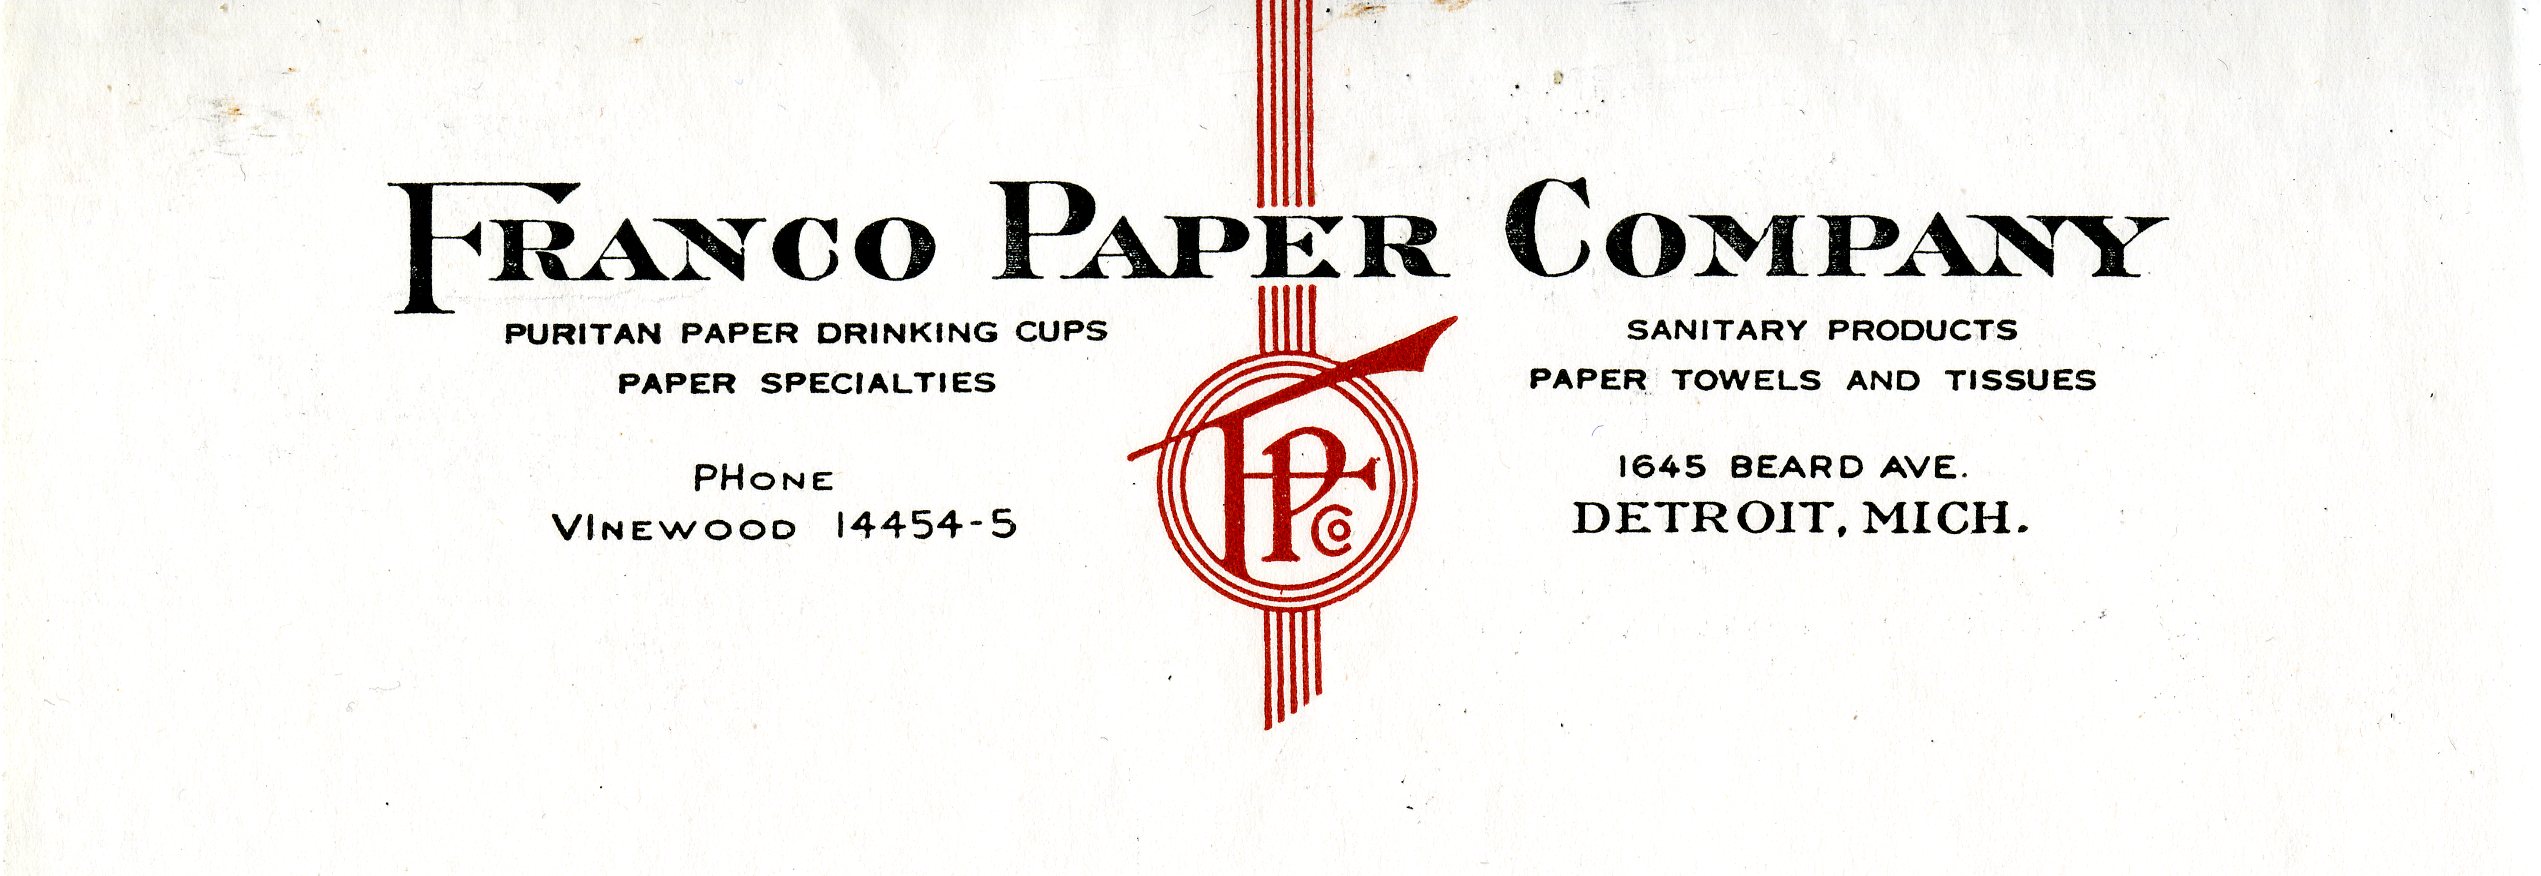 FRANCO PAPER COMPANY
PURITAN PAPER DRINKING CUPS
PAPER SPECIALTIES
PHONE
VINEWOOD 14454-5
FPCo
SANITARY PRODUCTS
PAPER TOWELS AND TISSUES
1645 BEARD AVE.
DETROIT, MICH.